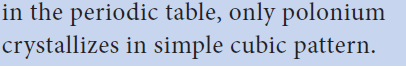 in the periodic table, only polonium
crystallizes in simple cubic pattern.